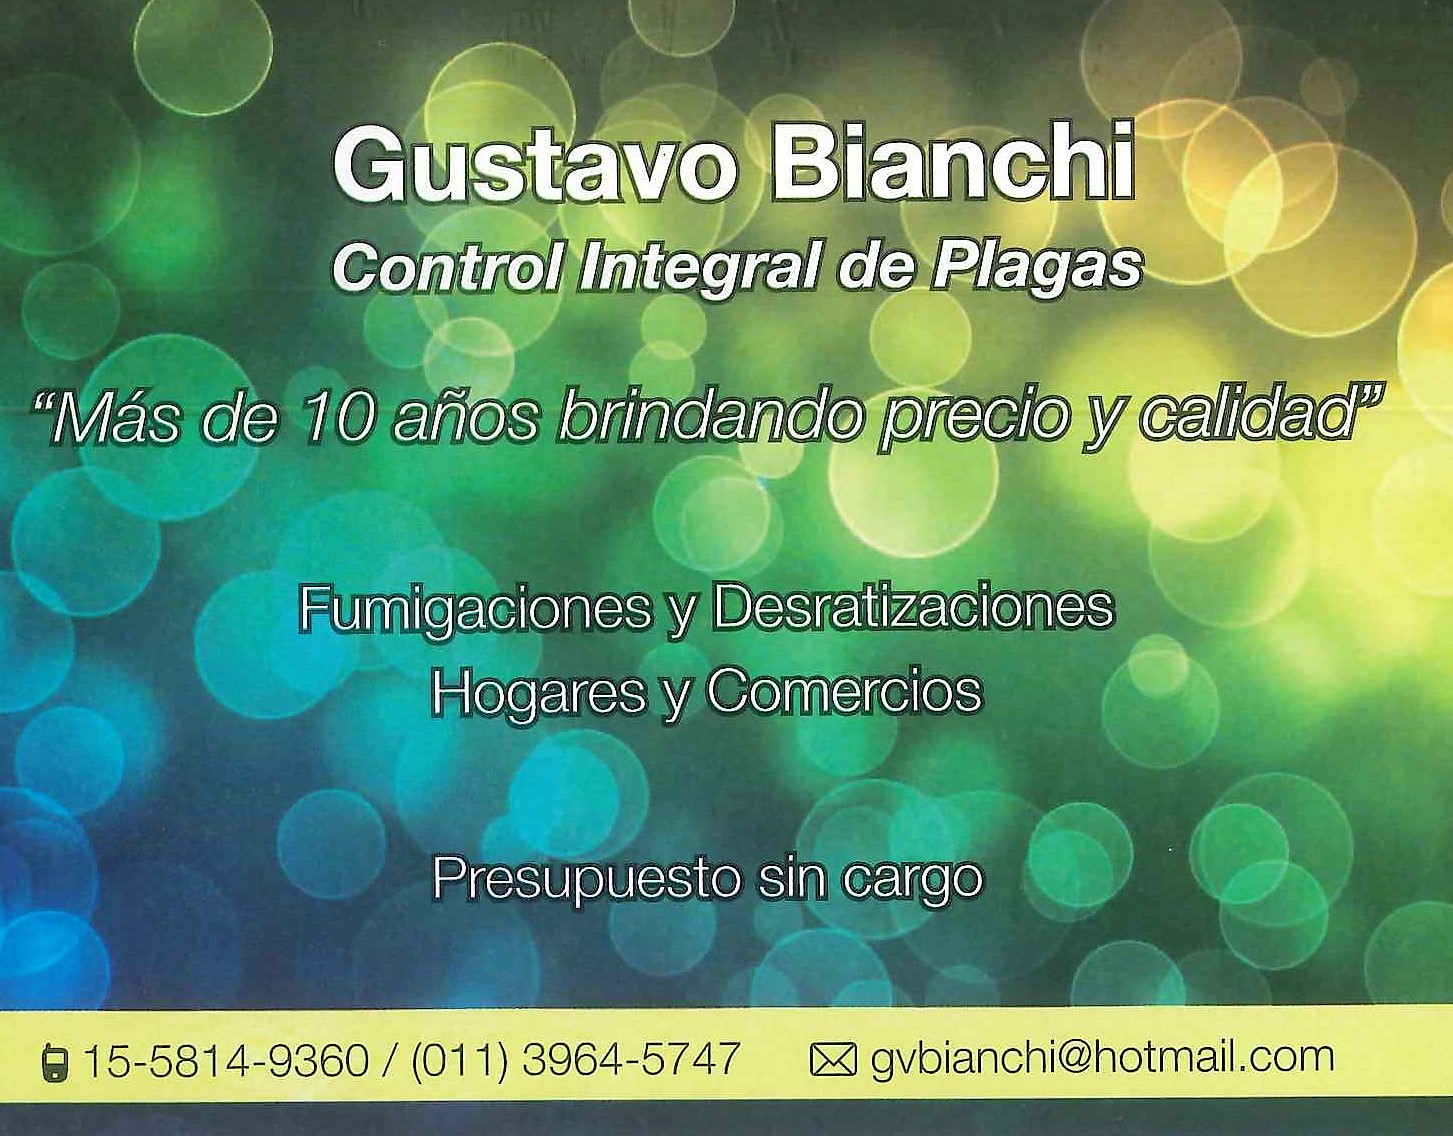 Gustavo Bianchi
Control Integral de Plagas
“Más de 10 años brindando precio y calidad”
Fumigaciones y Desratizaciones
Hogares y Comercios
Presupuesto sin cargo
15-5814-9360 / (011) 3964-5747 gvbianchi@hotmail.com